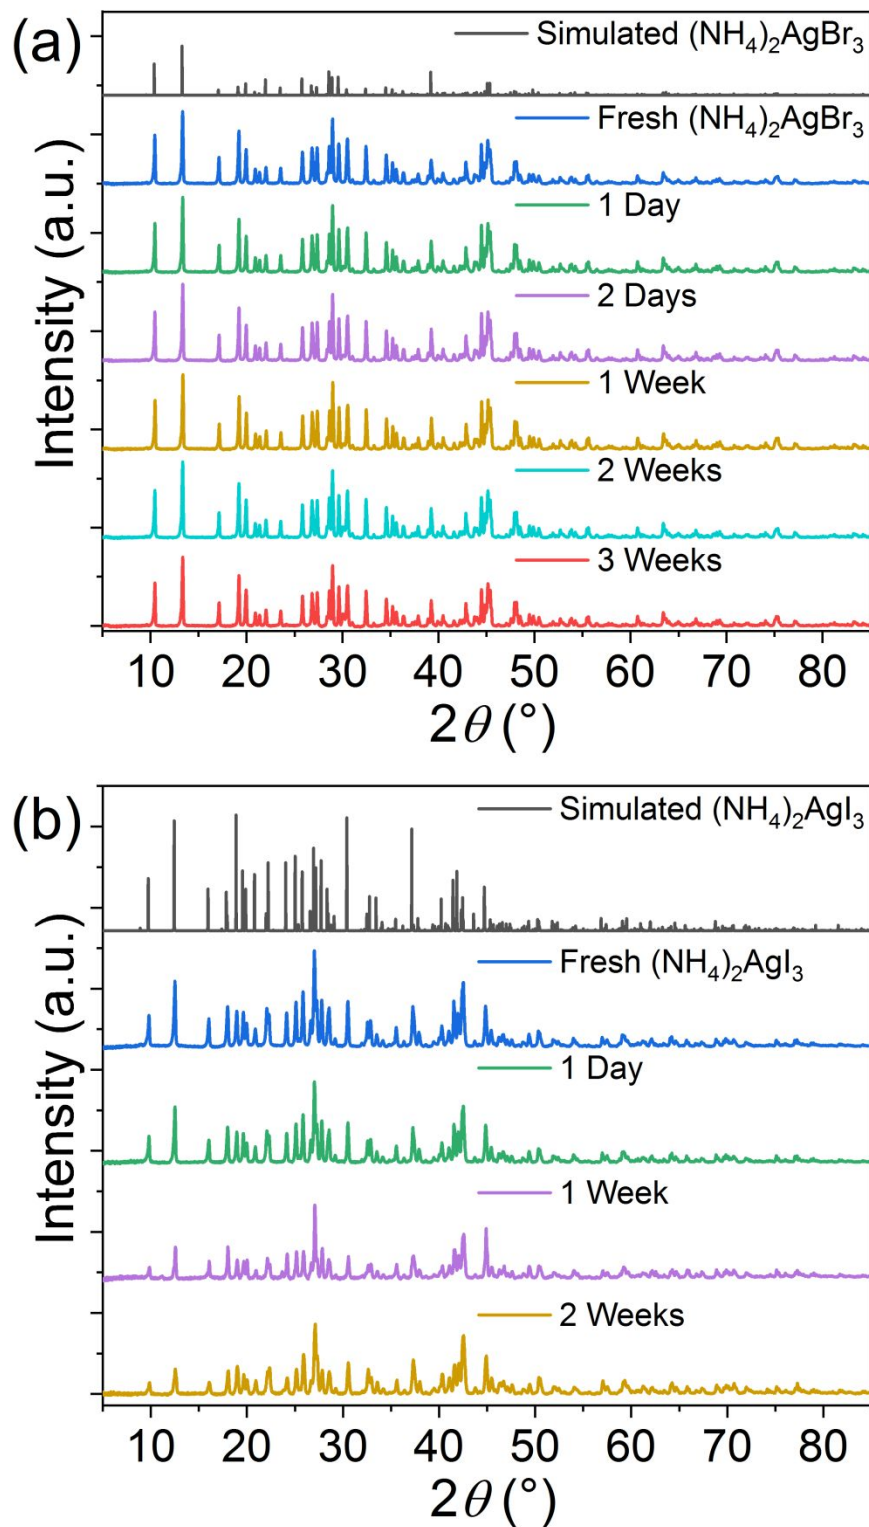 (a)
Simulated (NH₄)₂AgBr₃
Fresh (NH₄)₂AgBr₃
1 Day
2 Days
1 Week
2 Weeks
3 Weeks
Intensity (a.u.)
10 20 30 40 50 60 70 80
2θ (°)
(b)
Simulated (NH₄)₂AgI₃
Fresh (NH₄)₂AgI₃
1 Day
1 Week
2 Weeks
Intensity (a.u.)
10 20 30 40 50 60 70 80
2θ (°)